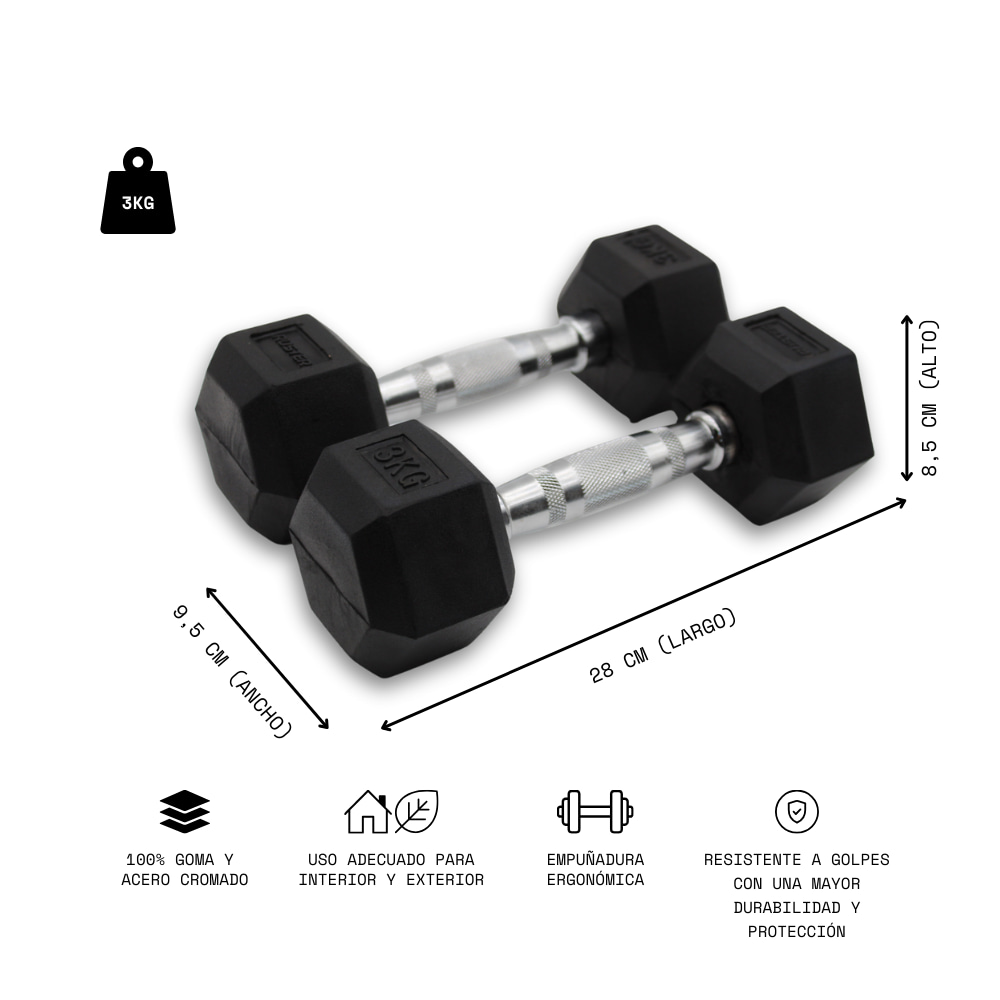 3KG
3KG
3KG
8,5 CM (ALTO)
9,5 CM (ANCHO)
28 CM (LARGO)
100% GOMA Y
ACERO CROMADO
USO ADECUADO PARA
INTERIOR Y EXTERIOR
EMPUÑADURA
ERGONÓMICA
RESISTENTE A GOLPES
CON UNA MAYOR
DURABILIDAD Y
PROTECCIÓN